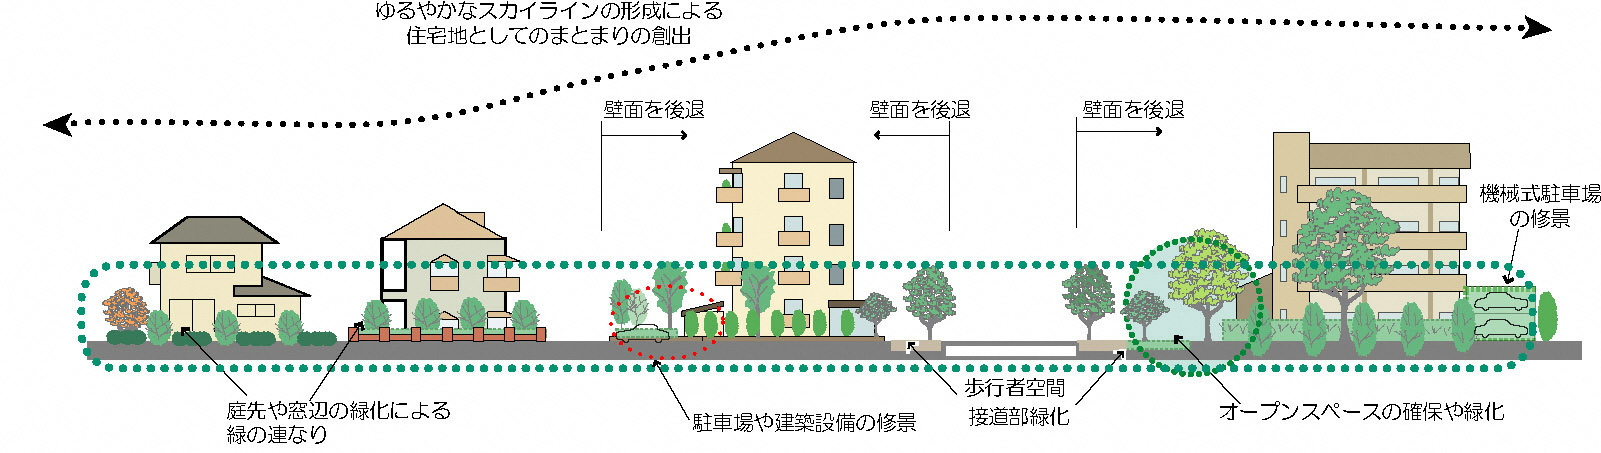 ゆるやかなスカイラインの形成による
住宅地としてのまとまりの創出
壁面を後退
壁面を後退
壁面を後退
機械式駐車場
の修景
庭先や窓辺の緑化による
緑の連なり
駐車場や建築設備の修景
歩行者空間
接道部緑化
オープンスペースの確保や緑化